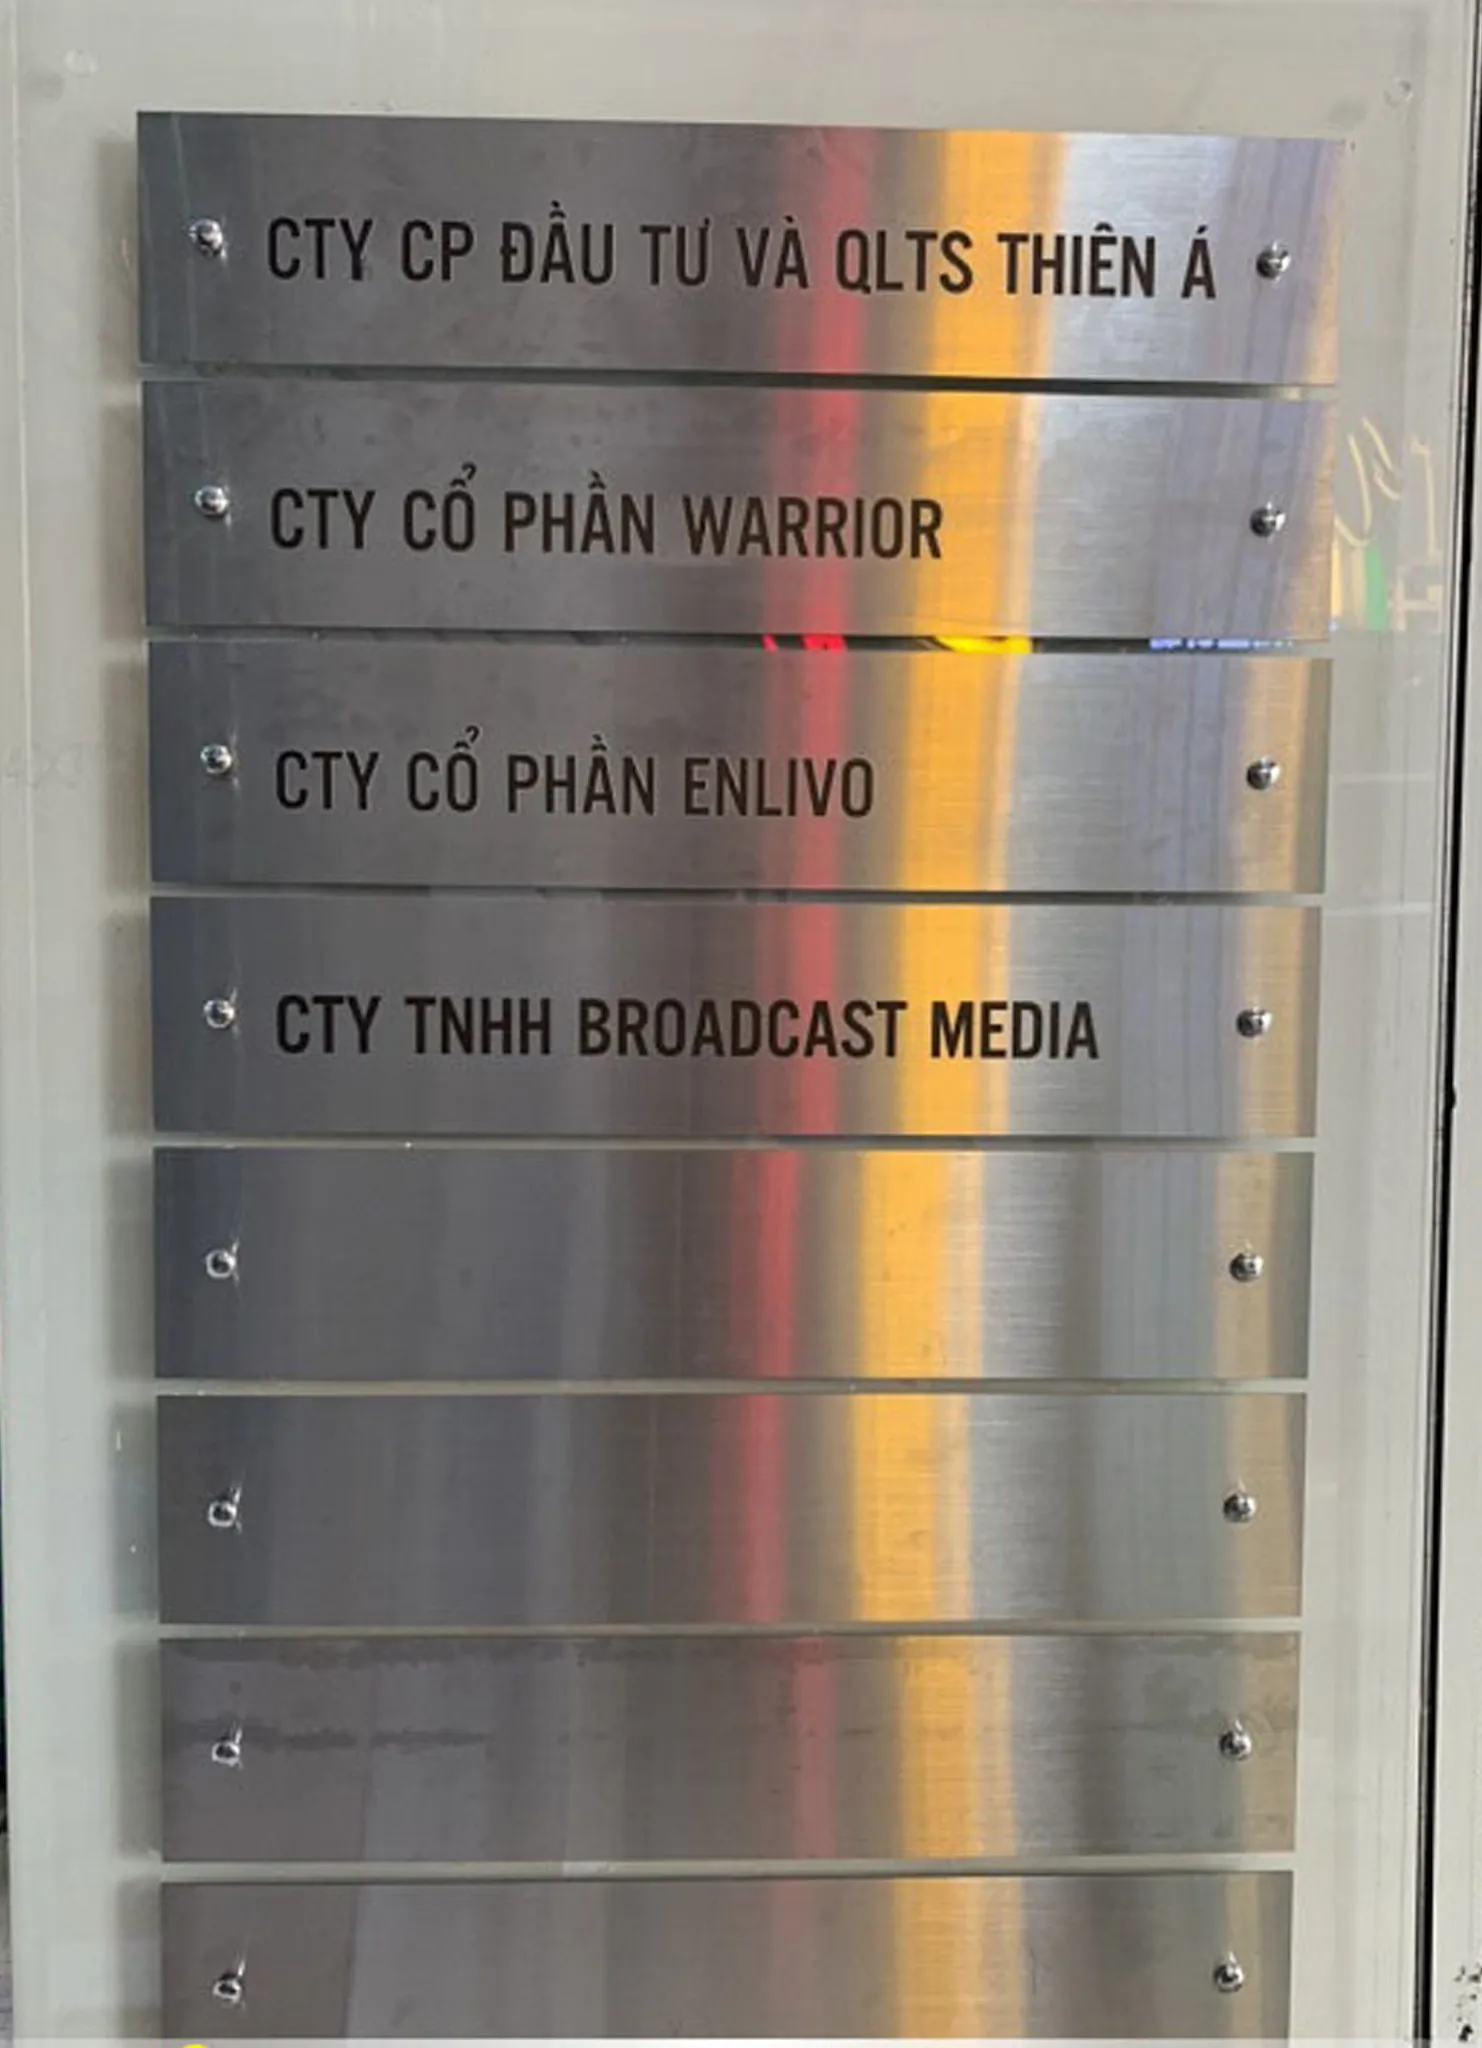 CTY CP ĐẦU TƯ VÀ QLTS THIÊN Á
CTY CỔ PHẦN WARRIOR
CTY CỔ PHẦN ENLIVO
CTY TNHH BROADCAST MEDIA